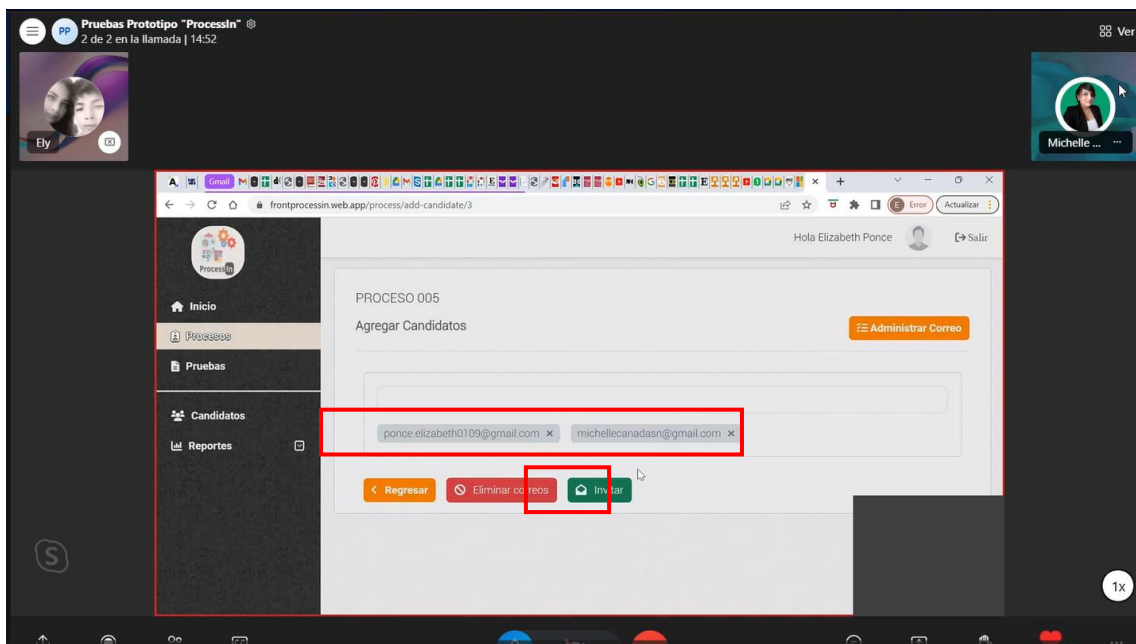 PP Pruebas Prototipo "ProcessIn"
2 de 2 en la llamada | 14:52
Ver
Ely
Michelle ... ...
Gmail
frontprocessin.web.app/process/add-candidate/3
E Error
Actualizar
ProcessIn
Hola Elizabeth Ponce
Salir
Inicio
Procesos
Pruebas
Candidatos
Reportes
PROCESO 005
Agregar Candidatos
Administrar Correo
ponce.elizabeth0109@gmail.com ×
michellecanadasn@gmail.com ×
Regresar
Eliminar correos
Invitar
S
1x